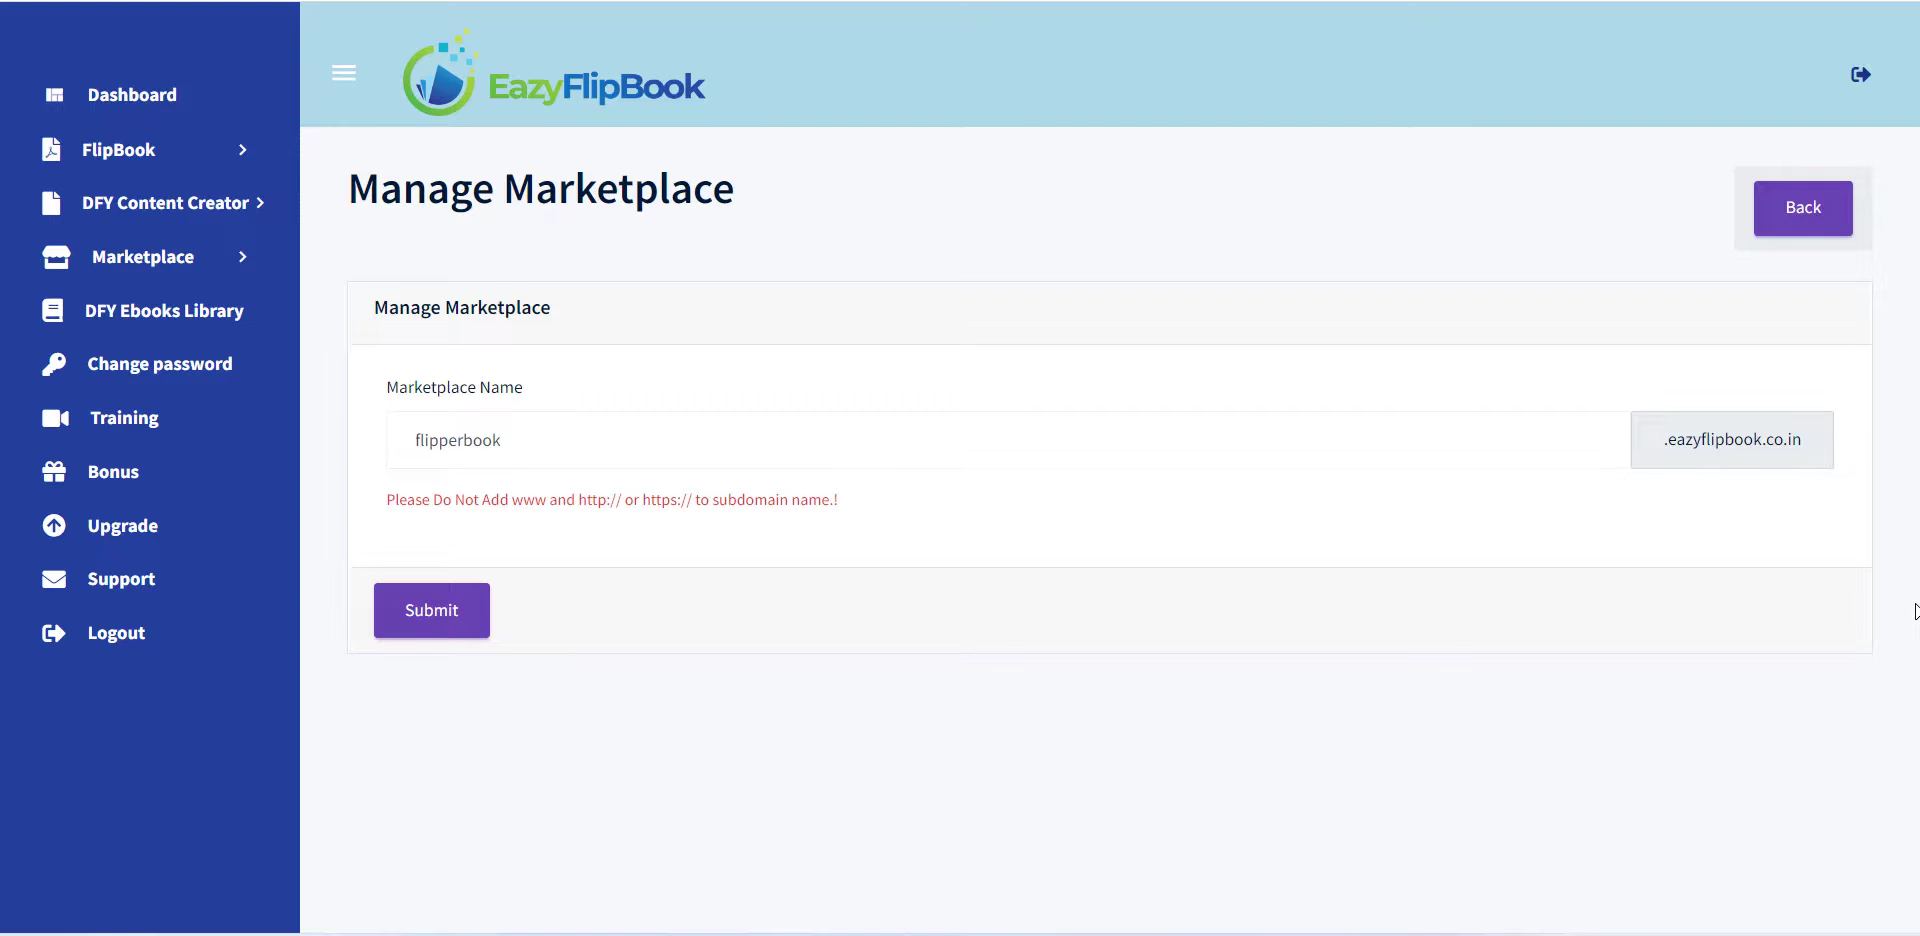 Dashboard
FlipBook
DFY Content Creator
Marketplace
DFY Ebooks Library
Change password
Training
Bonus
Upgrade
Support
Logout
EazyFlipBook
Manage Marketplace
Back
Manage Marketplace
Marketplace Name
flipperbook
.eazyflipbook.co.in
Please Do Not Add www and http:// or https:// to subdomain name.!
Submit